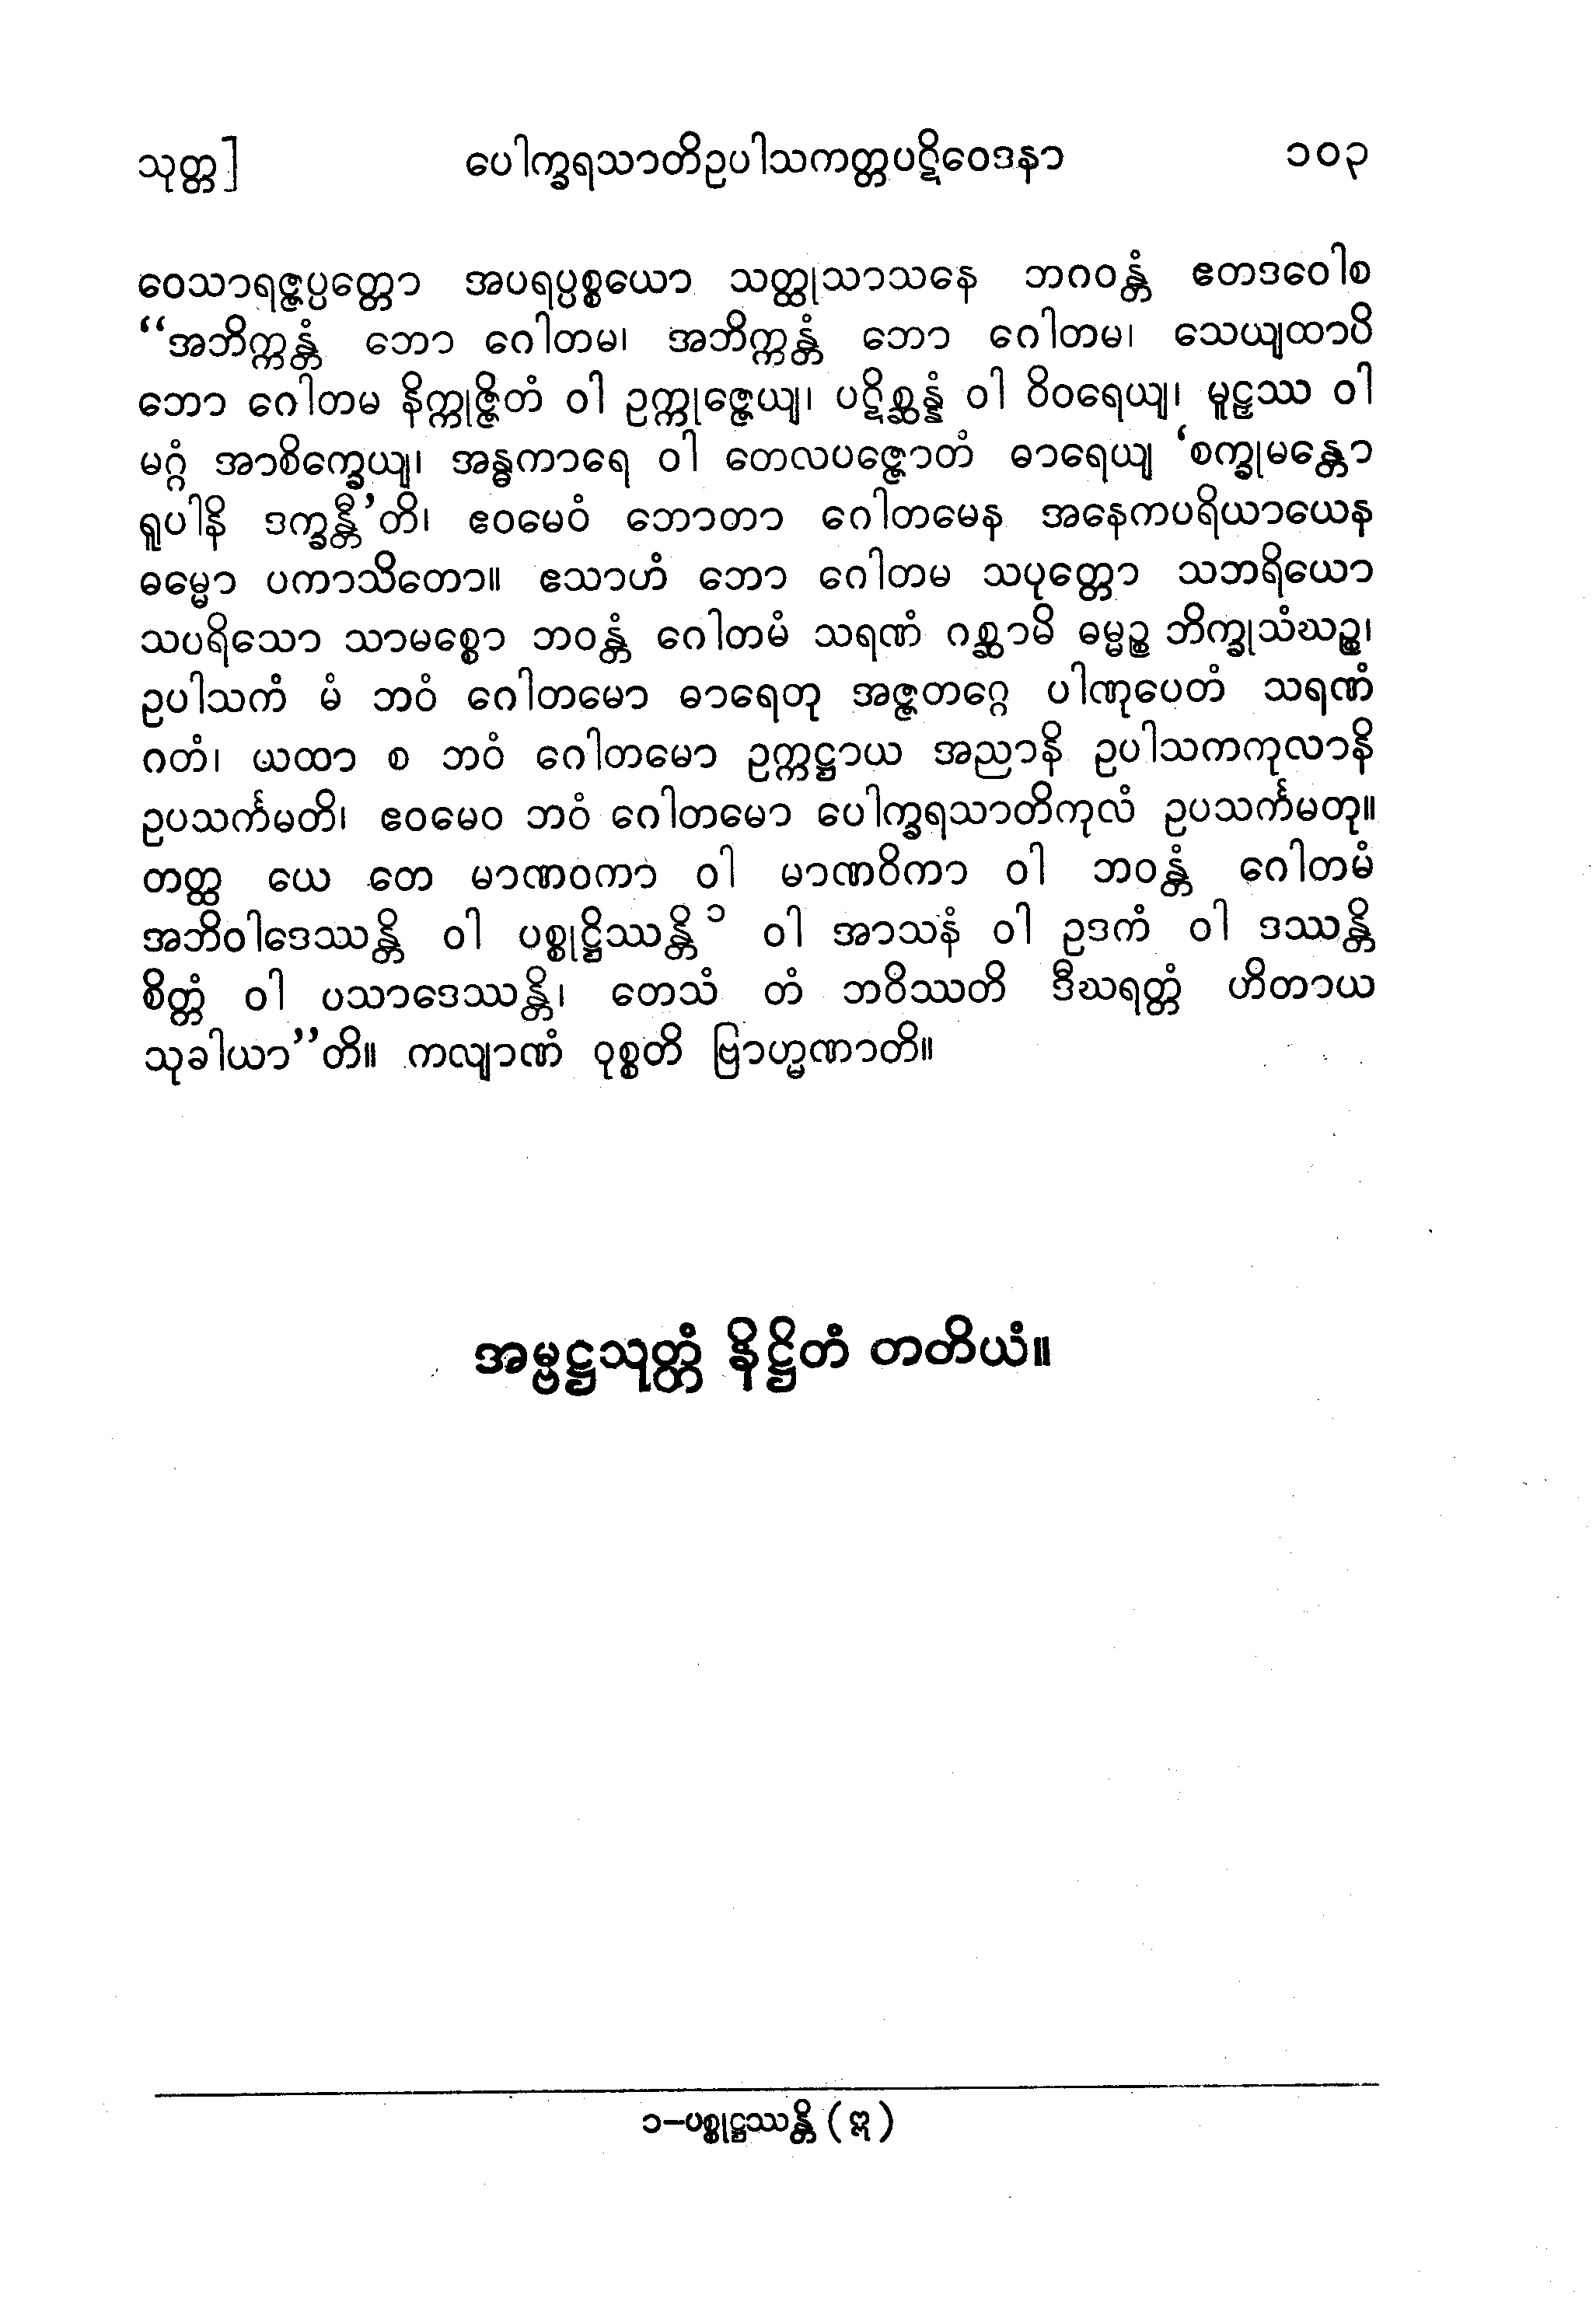 သုတ္တ] ပေါက္ခရသာတိဥပါသကတ္တပဋိဝေဒနာ ၁၀၃
ဝေသာရဇ္ဇပ္ပတ္တော အပရပ္ပစ္စယော သတ္ထုသာသနေ ဘဂဝန္တံ ဧတဒဝေါစ
“အဘိက္ကန္တံ ဘော ဂေါတမ၊ အဘိက္ကန္တံ ဘော ဂေါတမ၊ သေယျထာပိ
ဘော ဂေါတမ နိက္ကုဇ္ဇိတံ ဝါ ဥက္ကုဇ္ဇေယျ၊ ပဋိစ္ဆန္နံ ဝါ ဝိဝရေယျ၊ မူဠှဿ ဝါ
မဂ္ဂံ အာစိက္ခေယျ၊ အန္ဓကာရေ ဝါ တေလပဇ္ဇောတံ ဓာရေယျ ‘စက္ခုမန္တော
ရူပါနိ ဒက္ခန္တီ’တိ၊ ဧဝမေဝံ ဘောတာ ဂေါတမေန အနေကပရိယာယေန
ဓမ္မော ပကာသိတော။ ဧသာဟံ ဘော ဂေါတမ သပုတ္တော သဘရိယော
သပရိသော သာမစ္စော ဘဝန္တံ ဂေါတမံ သရဏံ ဂစ္ဆာမိ ဓမ္မဉ္စ ဘိက္ခုသံဃဉ္စ၊
ဥပါသကံ မံ ဘဝံ ဂေါတမော ဓာရေတု အဇ္ဇတဂ္ဂေ ပါဏုပေတံ သရဏံ
ဂတံ၊ ယထာ စ ဘဝံ ဂေါတမော ဥက္ကဋ္ဌာယ အညာနိ ဥပါသကကုလာနိ
ဥပသင်္ကမတိ၊ ဧဝမေဝ ဘဝံ ဂေါတမော ပေါက္ခရသာတိကုလံ ဥပသင်္ကမတု။
တတ္ထ ယေ တေ မာဏဝကာ ဝါ မာဏဝိကာ ဝါ ဘဝန္တံ ဂေါတမံ
အဘိဝါဒေဿန္တိ ဝါ ပစ္စုဋ္ဌိဿန္တိ ၁ ဝါ အာသနံ ဝါ ဥဒကံ ဝါ ဒဿန္တိ
စိတ္တံ ဝါ ပသာဒေဿန္တိ၊ တေသံ တံ ဘဝိဿတိ ဒီဃရတ္တံ ဟိတာယ
သုခါယာ”တိ။ ကလျာဏံ ဝုစ္စတိ ဗြာဟ္မဏာတိ။
အမ္ဗဋ္ဌသုတ္တံ နိဋ္ဌိတံ တတိယံ။
၁−ပစ္စုဋ္ဌဿန္တိ (က)